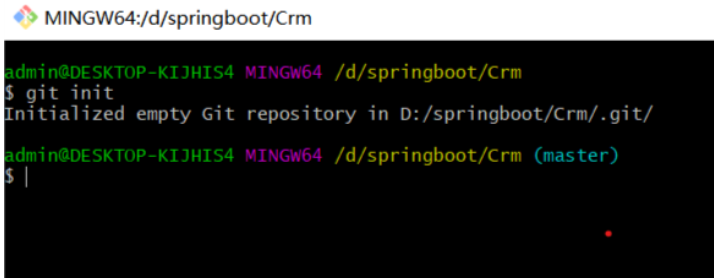 MINGW64:/d/springboot/Crm
admin@DESKTOP-KIJHIS4 MINGW64 /d/springboot/Crm
$ git init
Initialized empty Git repository in D:/springboot/Crm/.git/
admin@DESKTOP-KIJHIS4 MINGW64 /d/springboot/Crm (master)
$